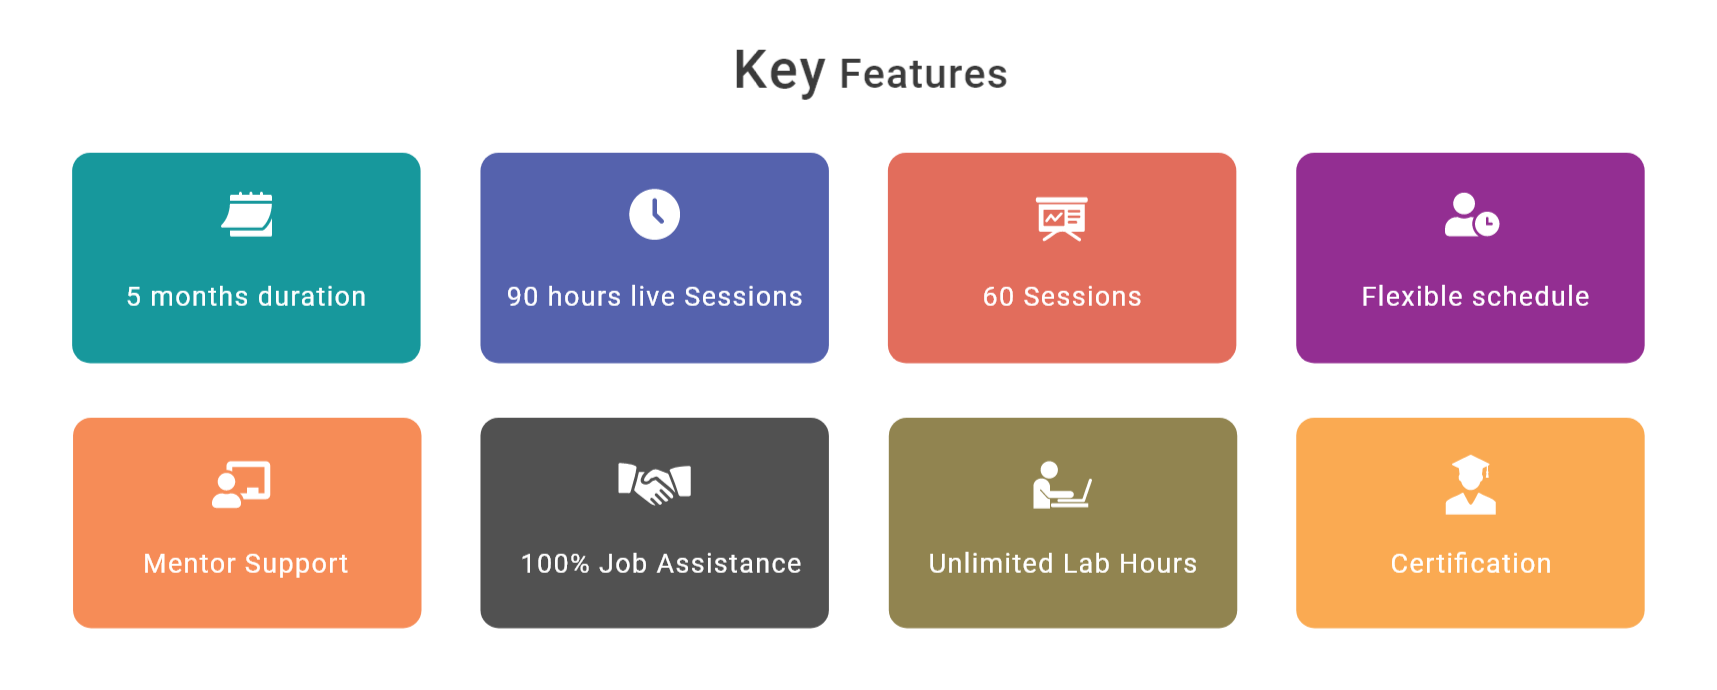 Key Features
5 months duration
90 hours live Sessions
60 Sessions
Flexible schedule
Mentor Support
100% Job Assistance
Unlimited Lab Hours
Certification